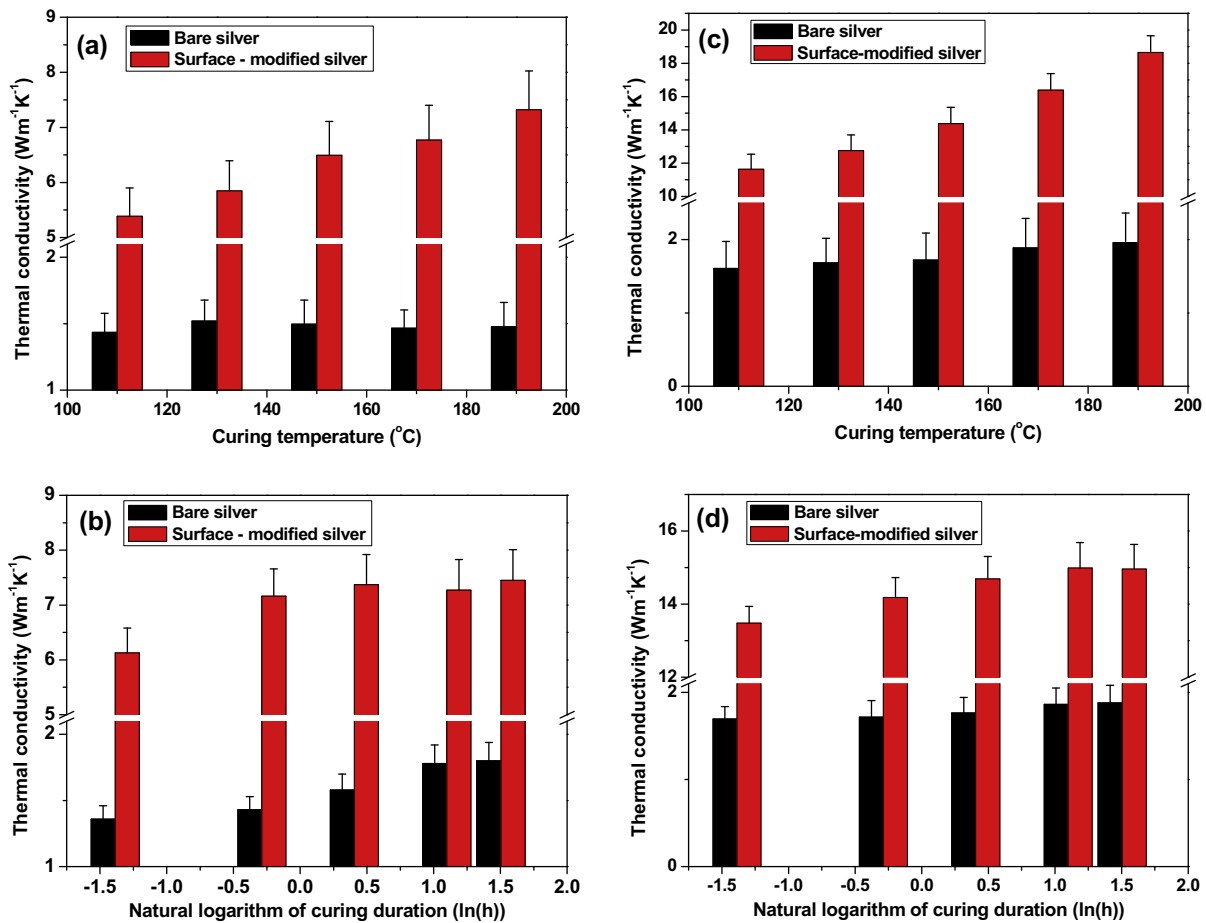 (a)
Bare silver
Surface - modified silver
9
8
7
6
5
2
1
Thermal conductivity (Wm⁻¹K⁻¹)
100 120 140 160 180 200
Curing temperature (°C)
(c)
Bare silver
Surface-modified silver
20
18
16
14
12
10
2
0
Thermal conductivity (Wm⁻¹K⁻¹)
100 120 140 160 180 200
Curing temperature (°C)
(b)
Bare silver
Surface - modified silver
9
8
7
6
5
2
1
Thermal conductivity (Wm⁻¹K⁻¹)
-1.5 -1.0 -0.5 0.0 0.5 1.0 1.5 2.0
Natural logarithm of curing duration (ln(h))
(d)
Bare silver
Surface-modified silver
16
14
12
2
0
Thermal conductivity (Wm⁻¹K⁻¹)
-1.5 -1.0 -0.5 0.0 0.5 1.0 1.5 2.0
Natural logarithm of curing duration (ln(h))